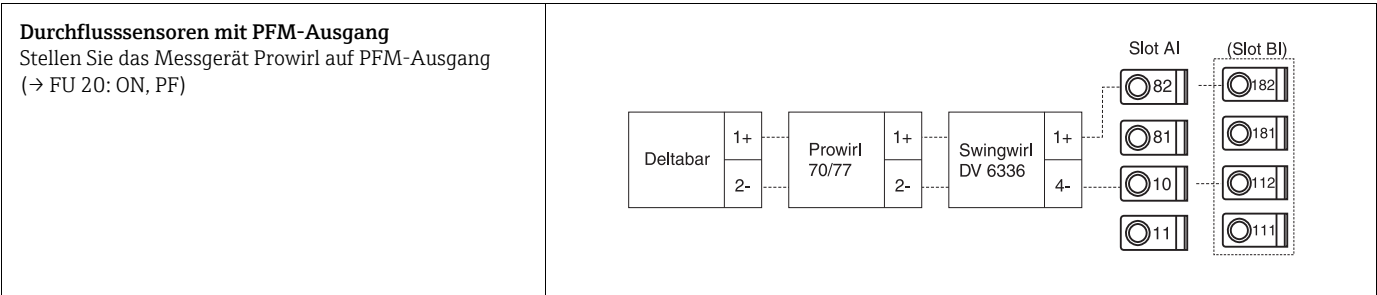 Durchflusssensoren mit PFM-Ausgang
Stellen Sie das Messgerät Prowirl auf PFM-Ausgang
(→ FU 20: ON, PF)
Slot AI
(Slot BI)
82
182
81
181
10
112
11
111
Deltabar
1+
2-
Prowirl
70/77
1+
2-
Swingwirl
DV 6336
1+
4-